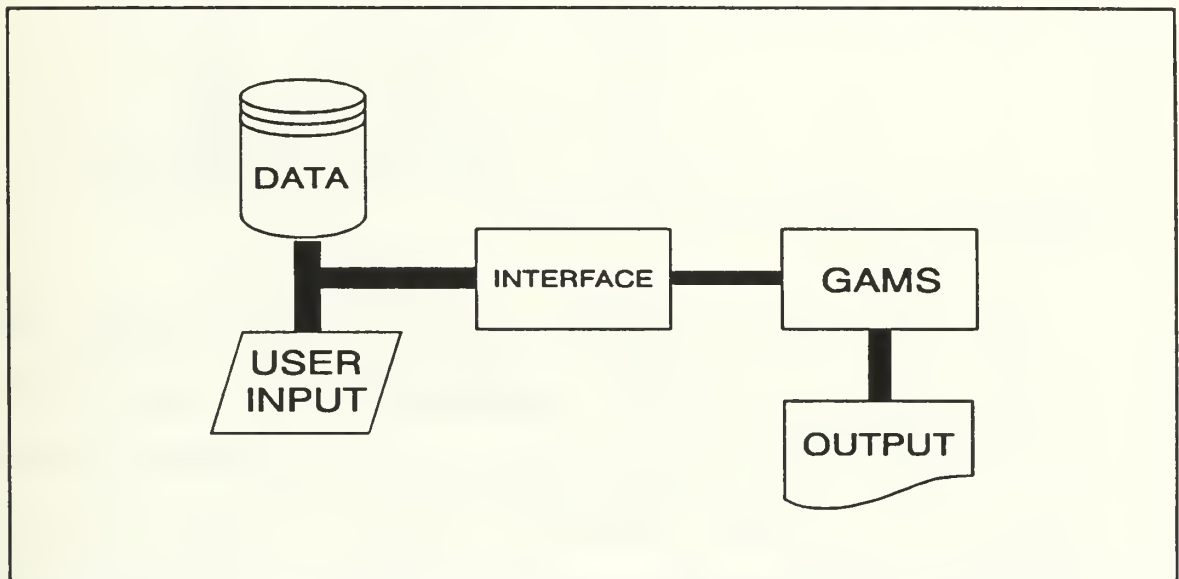 DATA
INTERFACE
GAMS
USER
INPUT
OUTPUT